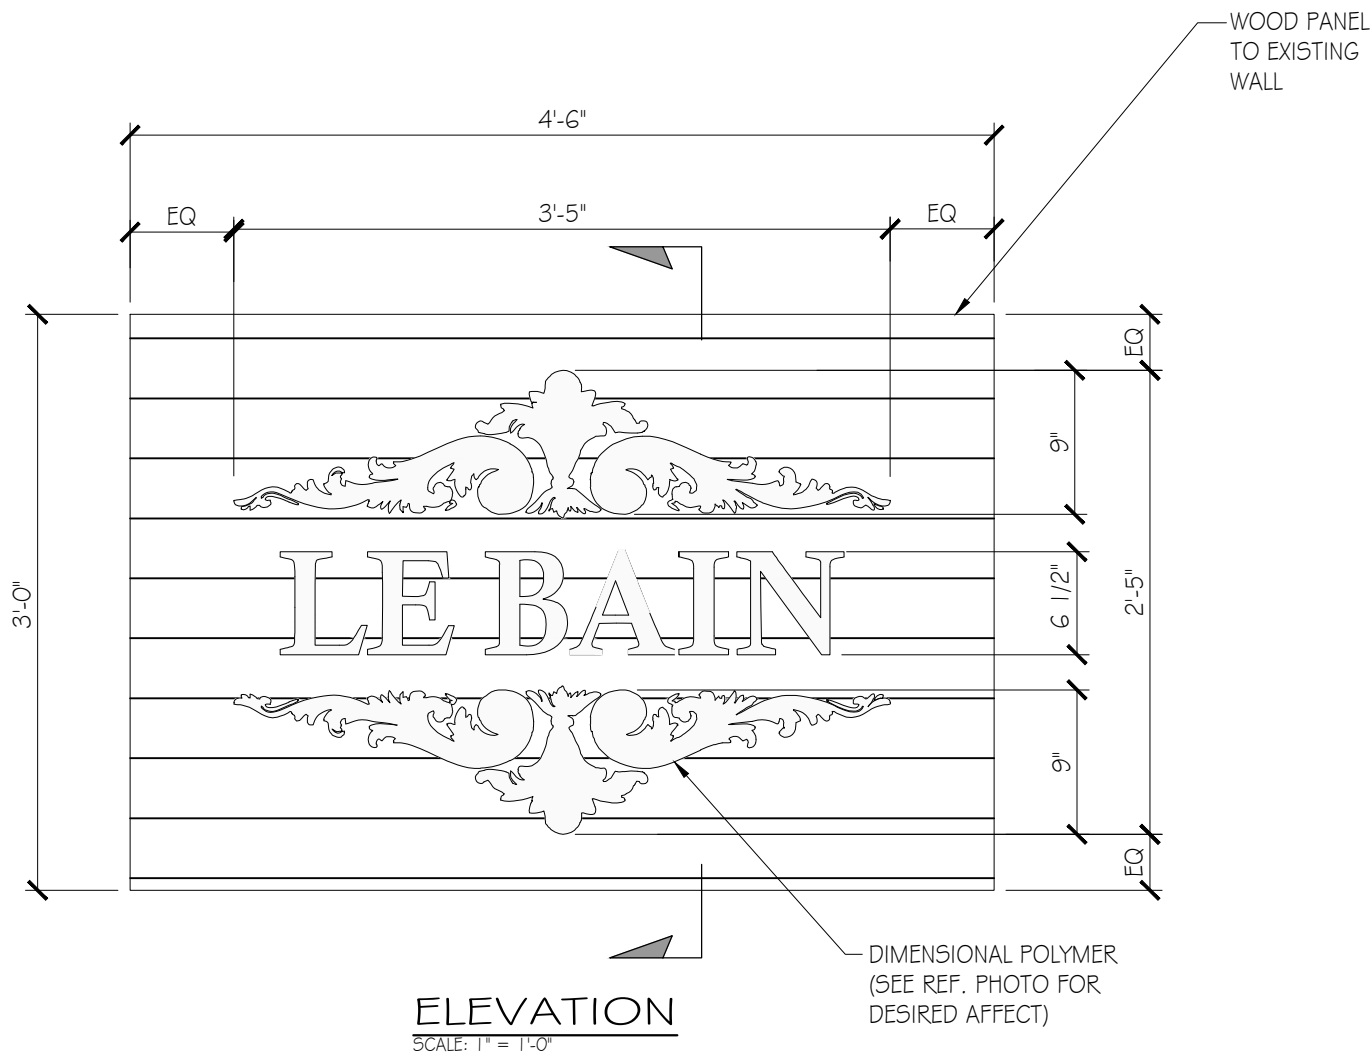 WOOD PANEL
TO EXISTING
WALL
4'-6"
EQ
3'-5"
EQ
EQ
9"
3'-0"
LE BAIN
6 1/2"
2'-5"
9"
EQ
DIMENSIONAL POLYMER
(SEE REF. PHOTO FOR
DESIRED AFFECT)
ELEVATION
SCALE: 1" = 1'-0"